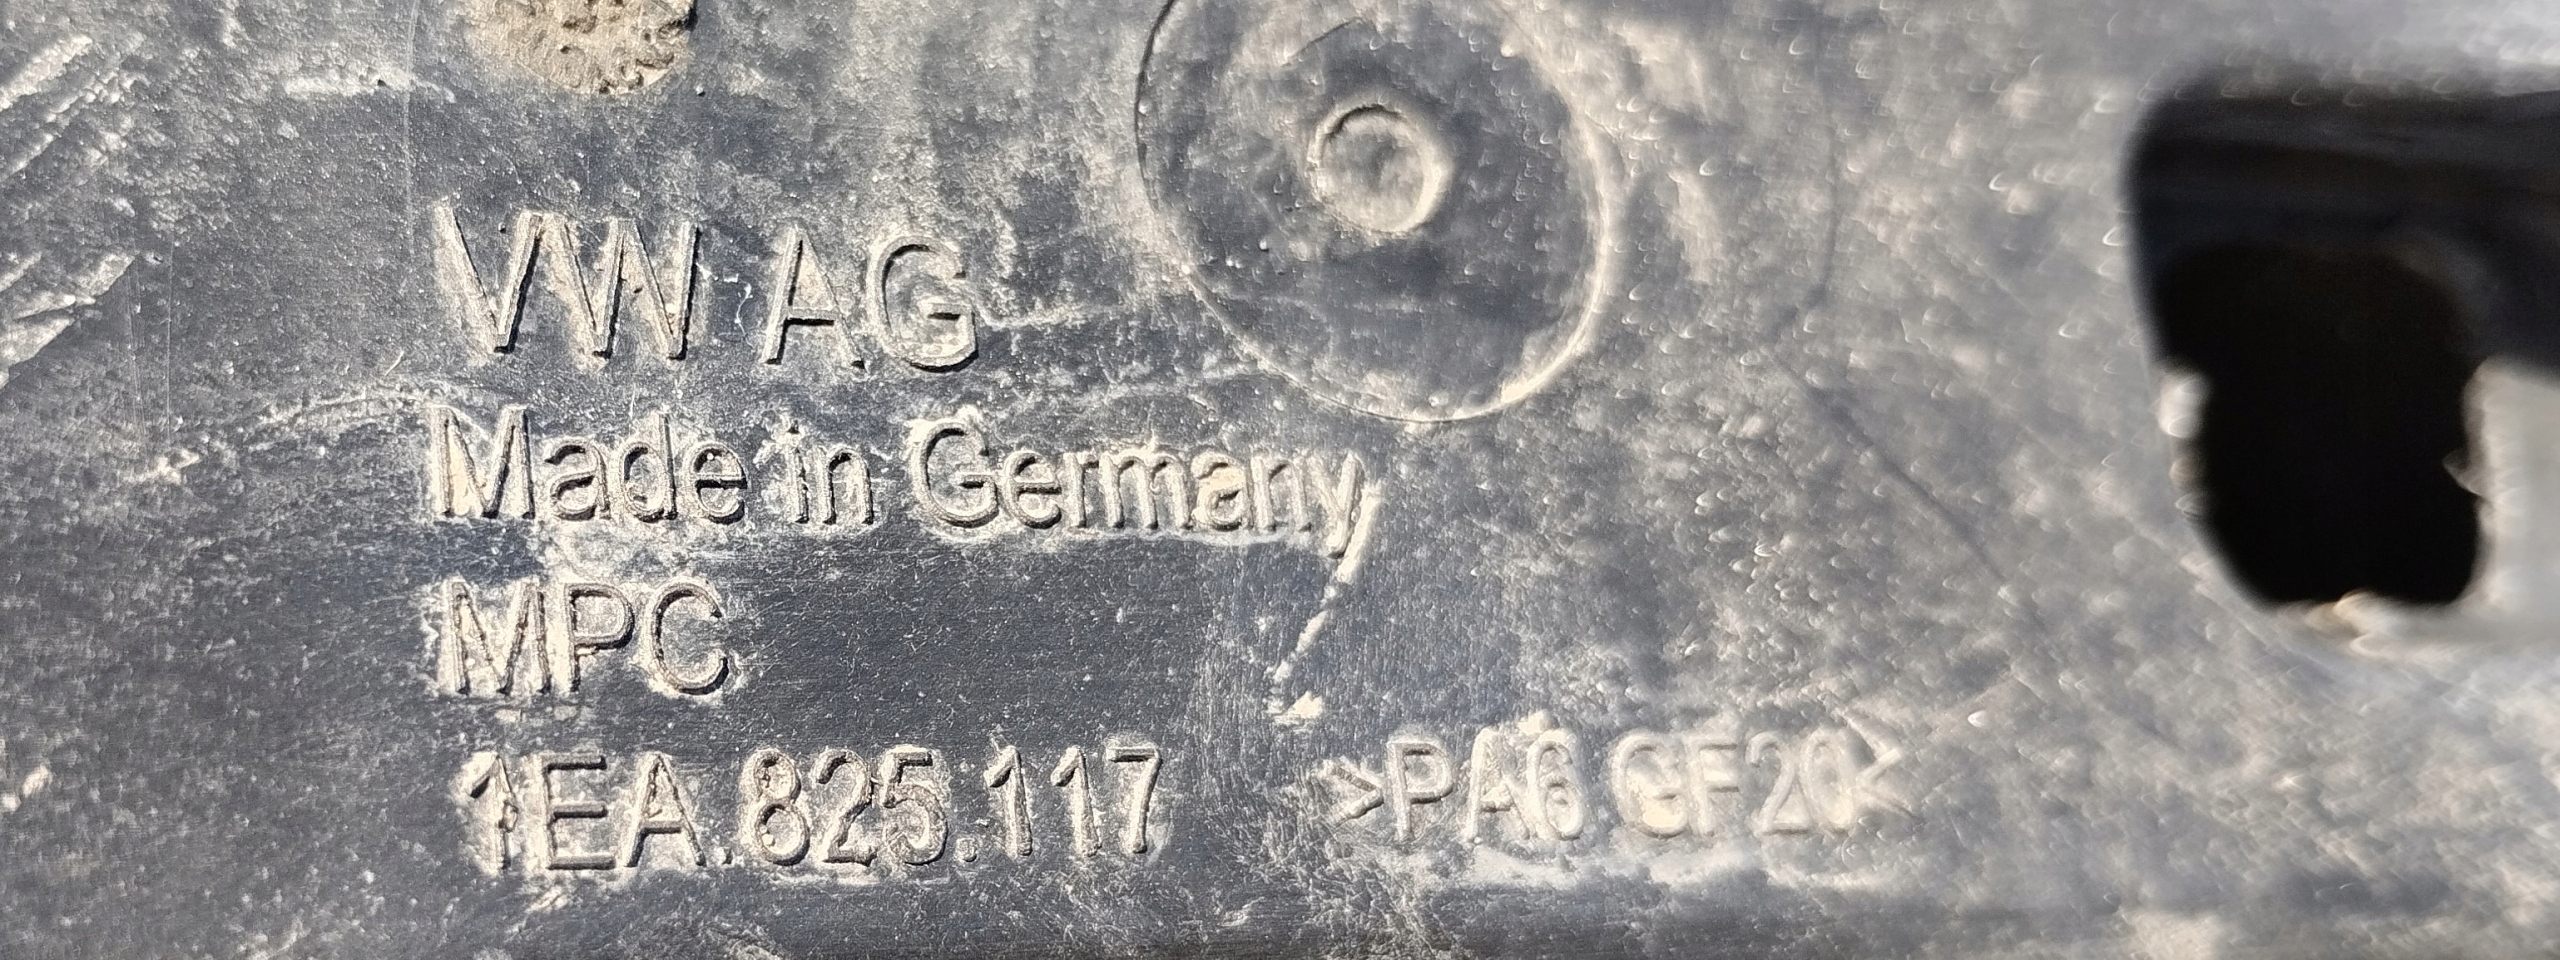 VW AG
Made in Germany
MPC
1EA.825.117 >PA6 GF20<